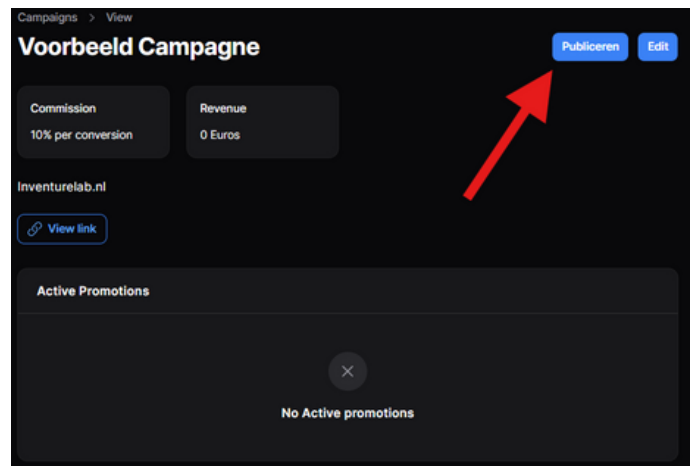 Campaigns > View
Voorbeeld Campagne
Publiceren
Edit
Commission
10% per conversion
Revenue
0 Euros
Inventurelab.nl
View link
Active Promotions
No Active promotions